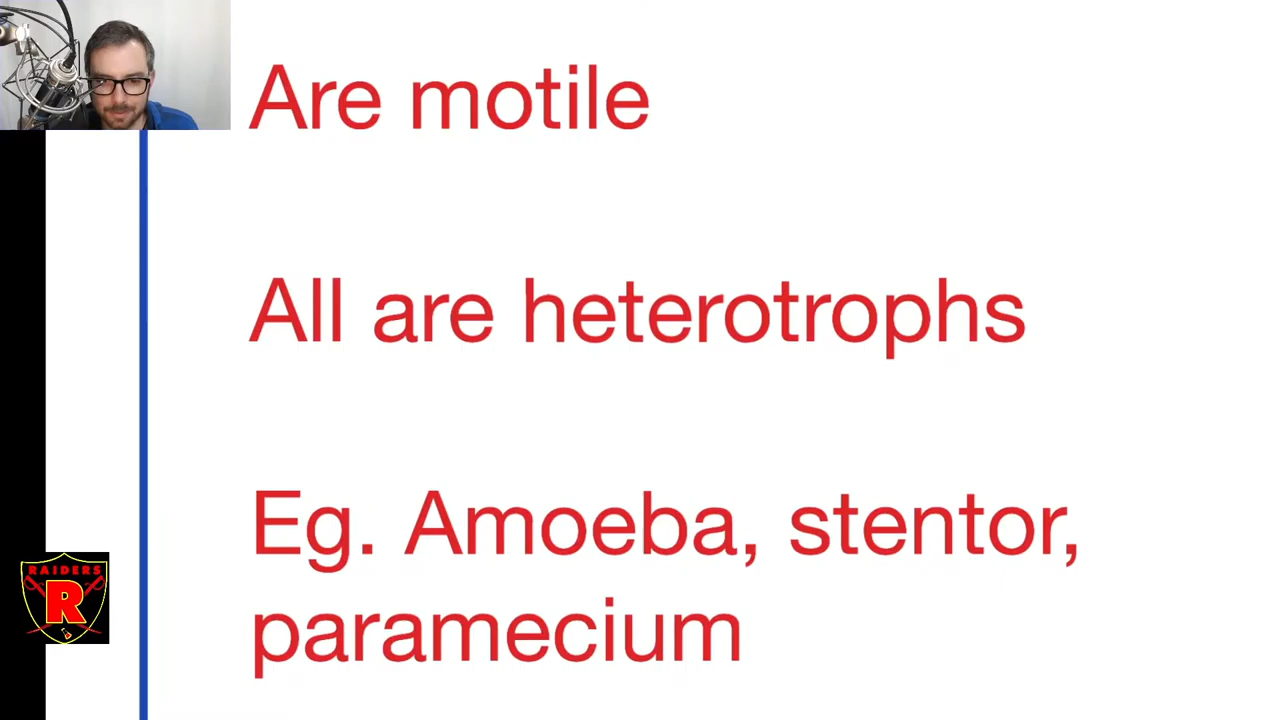 Are motile
All are heterotrophs
Eg. Amoeba, stentor,
paramecium
RAIDERS
R